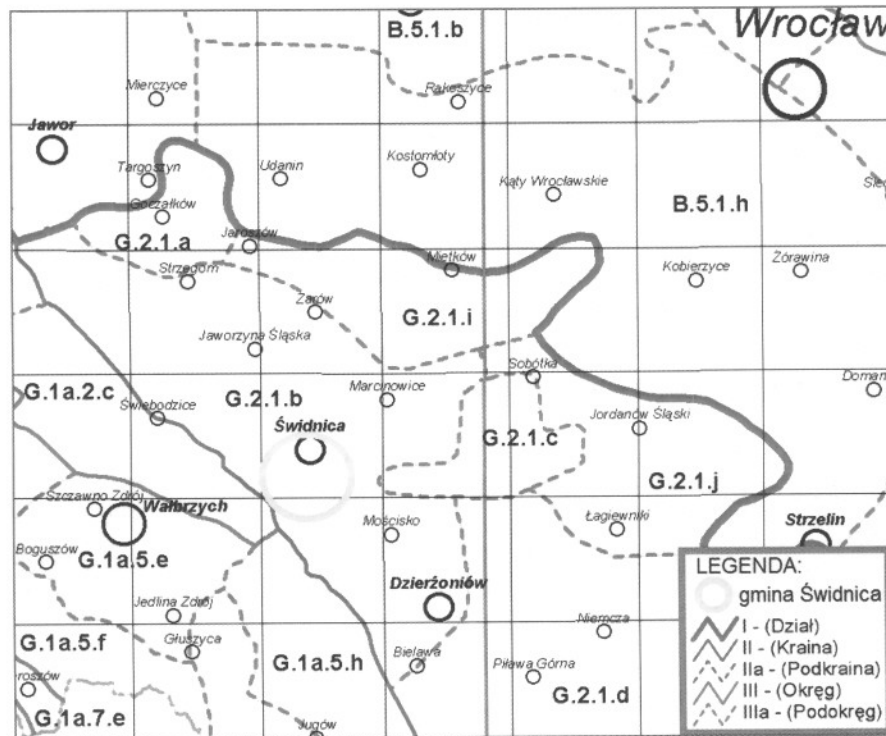 B.5.1.b
Wrocław
Mierczyce
Rakoszyce
Jawor
Targoszyn
Udanin
Kostomłoty
Kąty Wrocławskie
B.5.1.h
Goczałków
G.2.1.a
Jaroszów
Strzegom
Mietków
Kobierzyce
Żórawina
Żarów
G.2.1.i
Jaworzyna Śląska
Sobótka
G.1a.2.c
G.2.1.b
Marcinowice
Świebodzice
Świdnica
G.2.1.c
Jordanów Śląski
G.2.1.j
Szczawno Zdrój
Wałbrzych
Mościsko
Łagiewniki
Strzelin
Boguszów
G.1a.5.e
Dzierżoniów
Jedlina Zdrój
Niemcza
G.1a.5.f
Głuszyca
G.1a.5.h
Bielawa
Piława Górna
G.2.1.d
eroszów
G.1a.7.e
Jugów
LEGENDA:
gmina Świdnica
I - (Dział)
II - (Kraina)
IIa - (Podkraina)
III - (Okręg)
IIIa - (Podokręg)